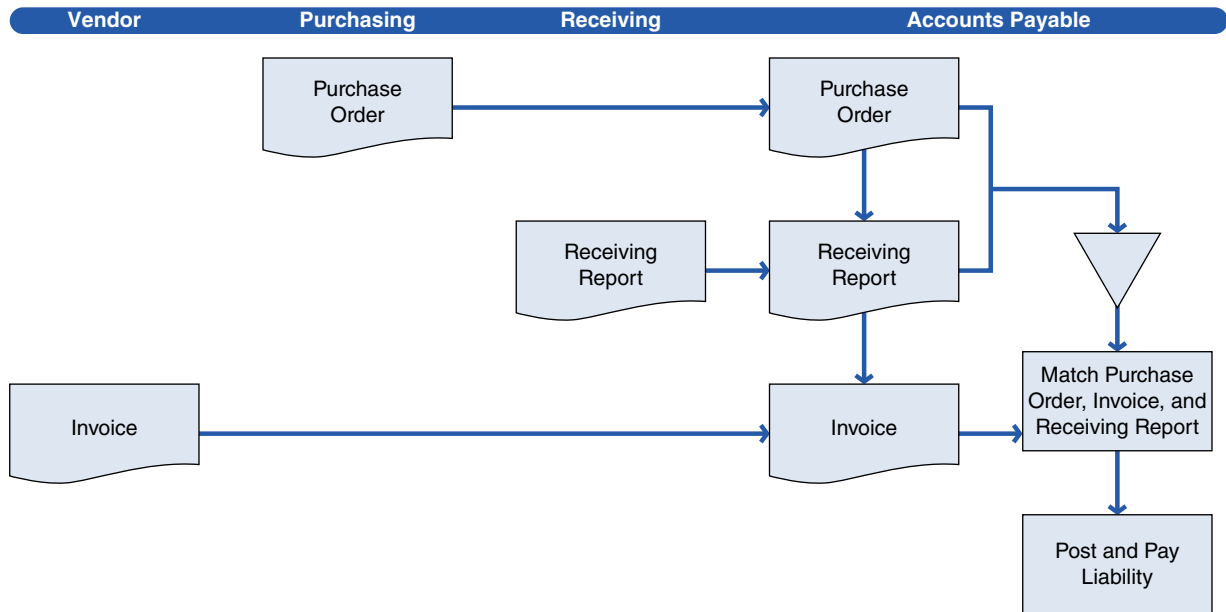 Vendor Purchasing Receiving Accounts Payable
Purchase
Order
Purchase
Order
Receiving
Report
Receiving
Report
Match Purchase
Order, Invoice, and
Receiving Report
Invoice
Invoice
Post and Pay
Liability